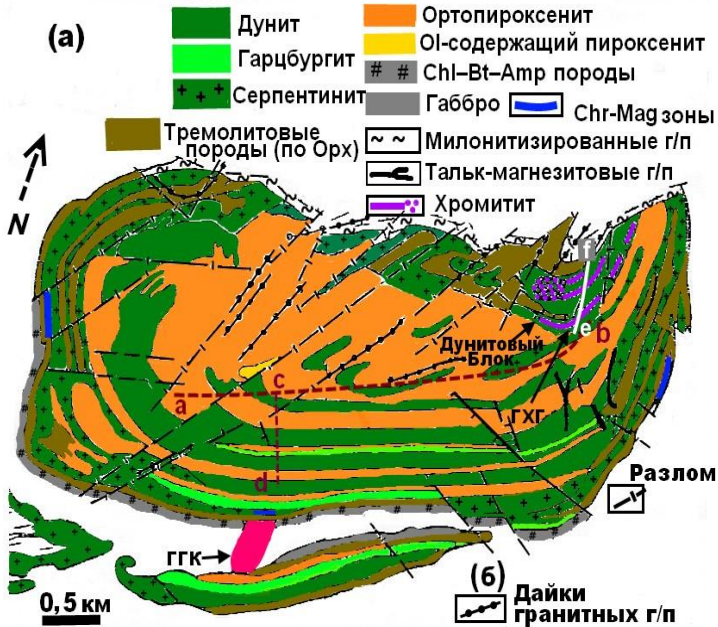 (а)
Дунит
Гарцбургит
Серпентинит
Тремолитовые
породы (по Орх)
Ортопироксенит
Ol-содержащий пироксенит
Chl–Bt–Amp породы
Габбро
Chr-Mag зоны
Милонитизированные г/п
Тальк-магнезитовые г/п
Хромитит
N
f
e
b
Дунитовый
Блок
a
c
ГХГ
d
Разлом
ГГК
(б)
0,5 км
Дайки
гранитных г/п